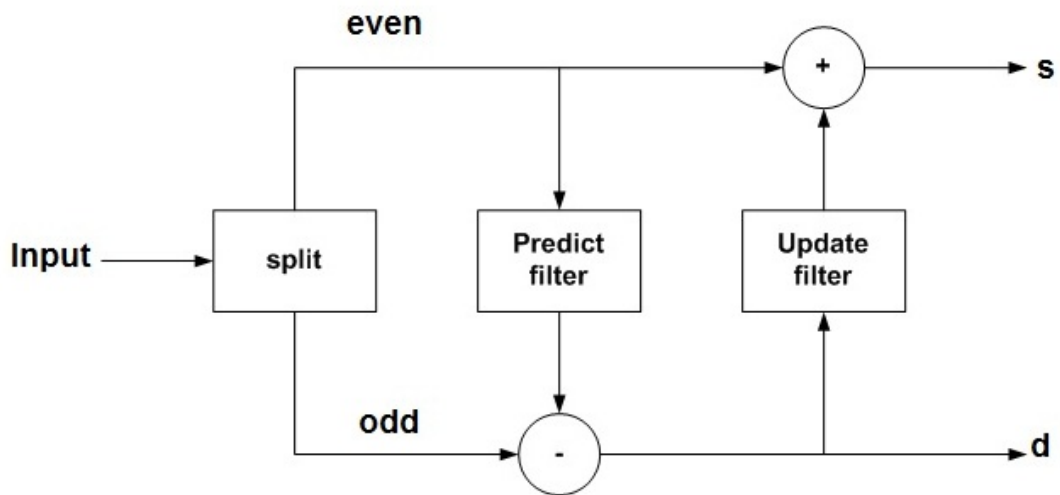 even
+
s
Input
split
Predict
filter
Update
filter
odd
-
d